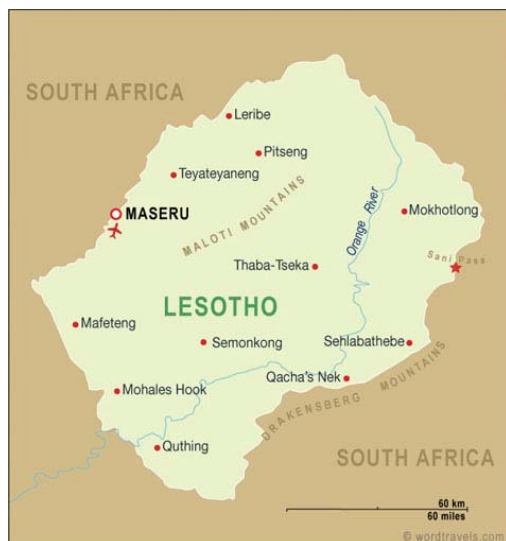 SOUTH AFRICA
Leribe
Pitseng
Teyateyaneng
MASERU
MALOTI MOUNTAINS
Orange River
Mokhotlong
Sani Pass
Thaba-Tseka
LESOTHO
Mafeteng
Semonkong
Sehlabathebe
Qacha's Nek
Mohales Hook
DRAKENSBERG MOUNTAINS
Quthing
SOUTH AFRICA
60 km
60 miles
© wordtravels.com